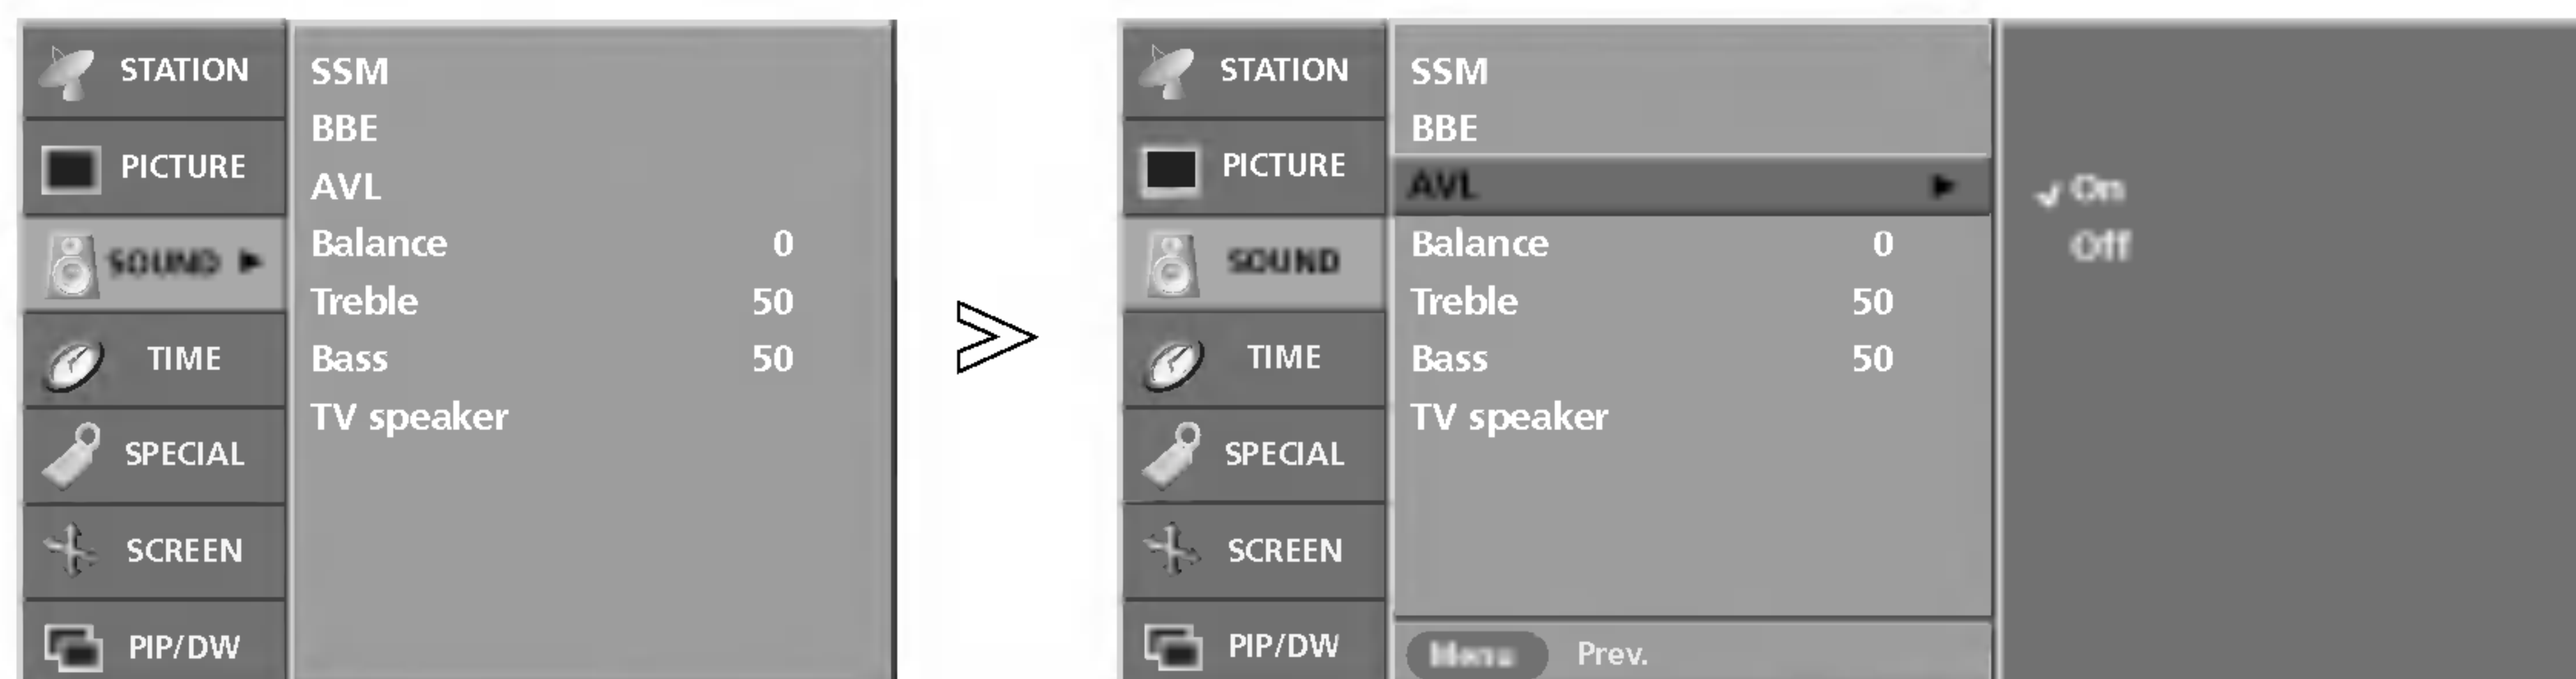 STATION
PICTURE
SOUND
TIME
SPECIAL
SCREEN
PIP/DW
SSM
BBE
AVL
Balance 0
Treble 50
Bass 50
TV speaker
STATION
PICTURE
SOUND
TIME
SPECIAL
SCREEN
PIP/DW
SSM
BBE
AVL
Balance 0
Treble 50
Bass 50
TV speaker
Menu Prev.
On
Off